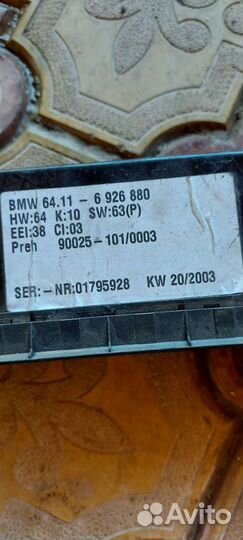 BMW 64.11 - 6 926 880
HW:64 K:10 SW:63(P)
EEI:38 CI:03
Preh 90025-101/0003
SER:-NR:01795928 KW 20/2003
Avito